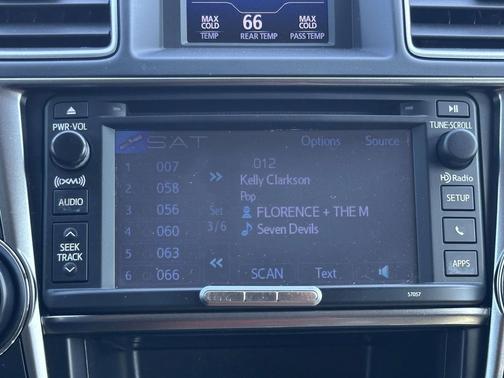 MAX COLD TEMP
66 REAR TEMP
MAX COLD PASS TEMP
PWR·VOL
TUNE·SCROLL
SAT Options Source
012
1 007
2 058
3 056
4 060
5 063
6 066
Set
3/6
Kelly Clarkson
Pop
FLORENCE + THE M
Seven Devils
SCAN Text
((XM))
AUDIO
SEEK
TRACK
HD Radio
SETUP
APPS
57057